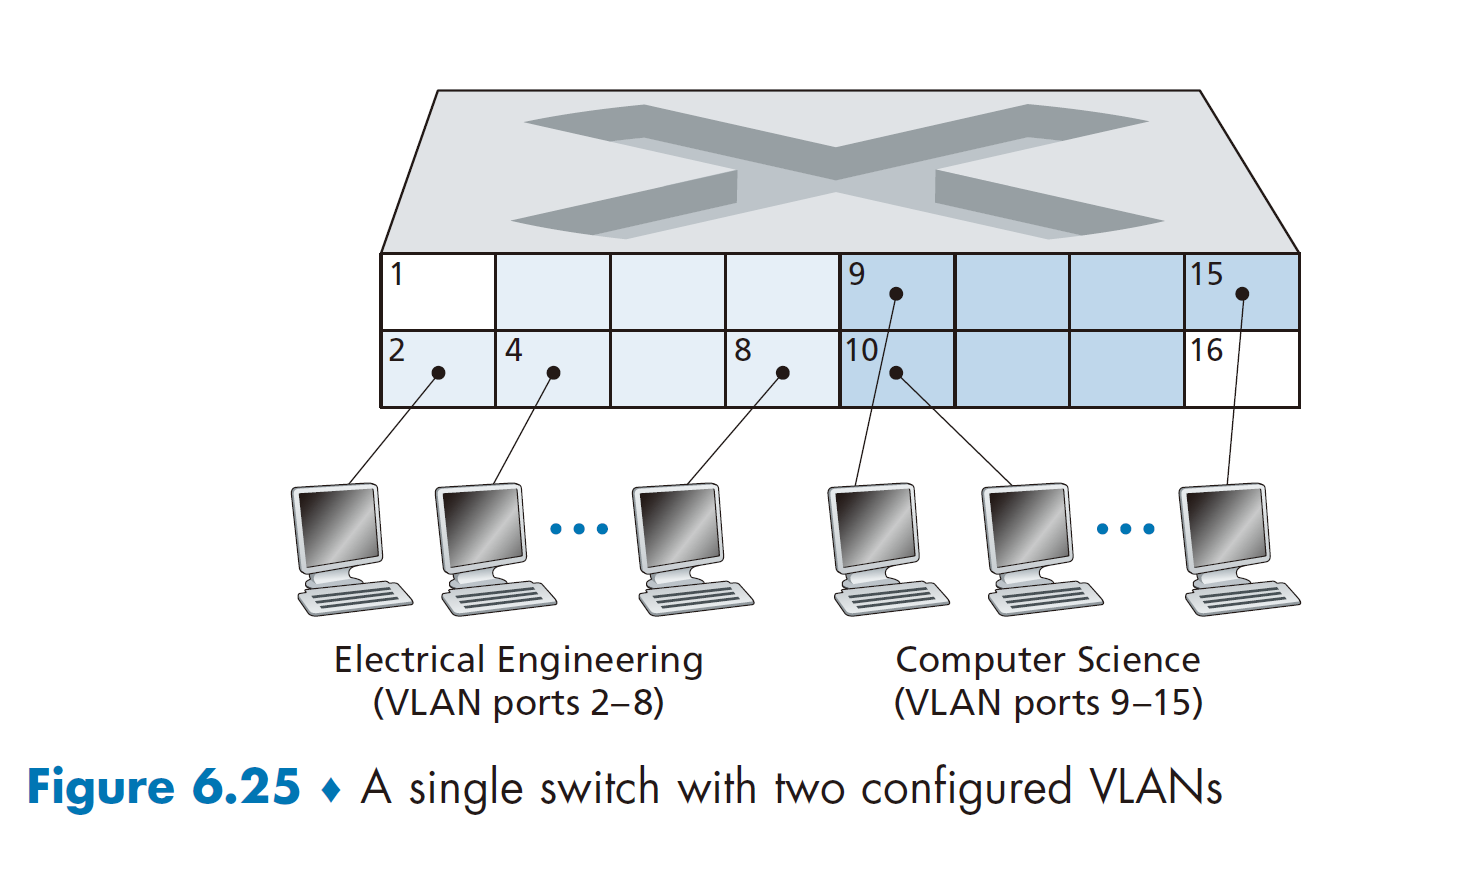 1
9
15
2
4
8
10
16
Electrical Engineering
(VLAN ports 2–8)
Computer Science
(VLAN ports 9–15)
Figure 6.25 ♦ A single switch with two configured VLANs